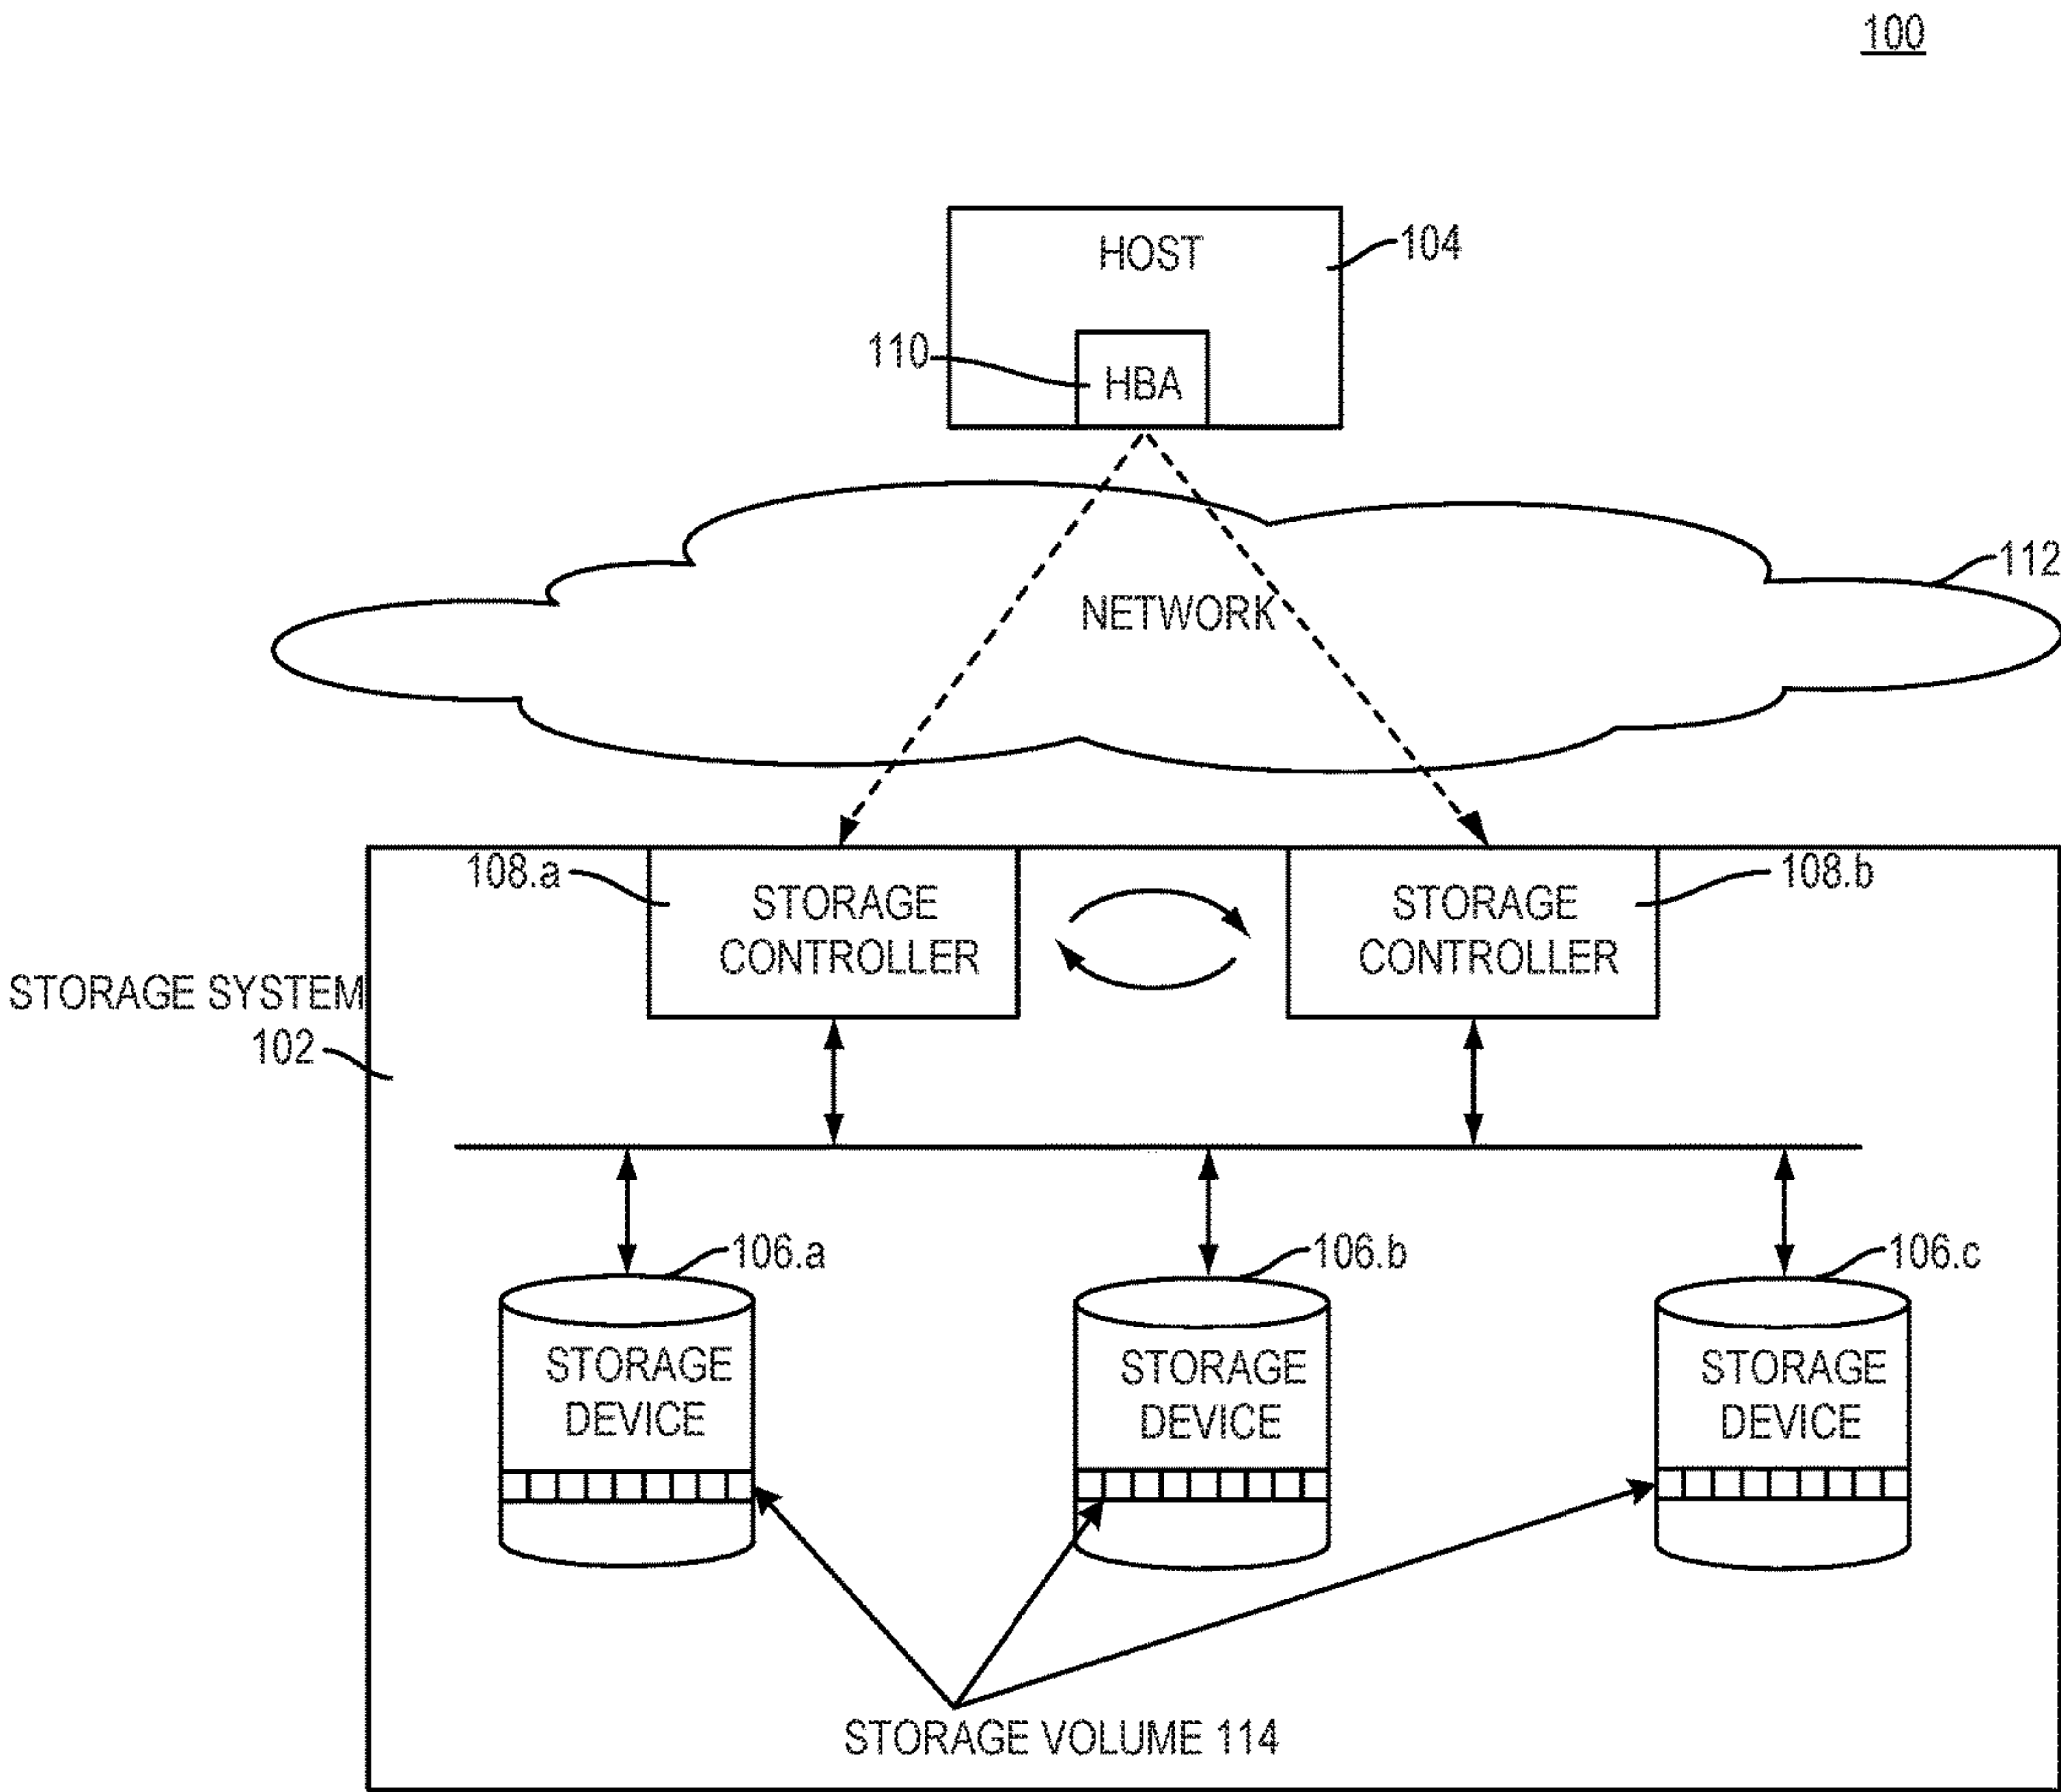 100
HOST
104
110
HBA
112
NETWORK
108.a
STORAGE
CONTROLLER
STORAGE
CONTROLLER
108.b
STORAGE SYSTEM
102
106.a
106.b
106.c
STORAGE
DEVICE
STORAGE
DEVICE
STORAGE
DEVICE
STORAGE VOLUME 114